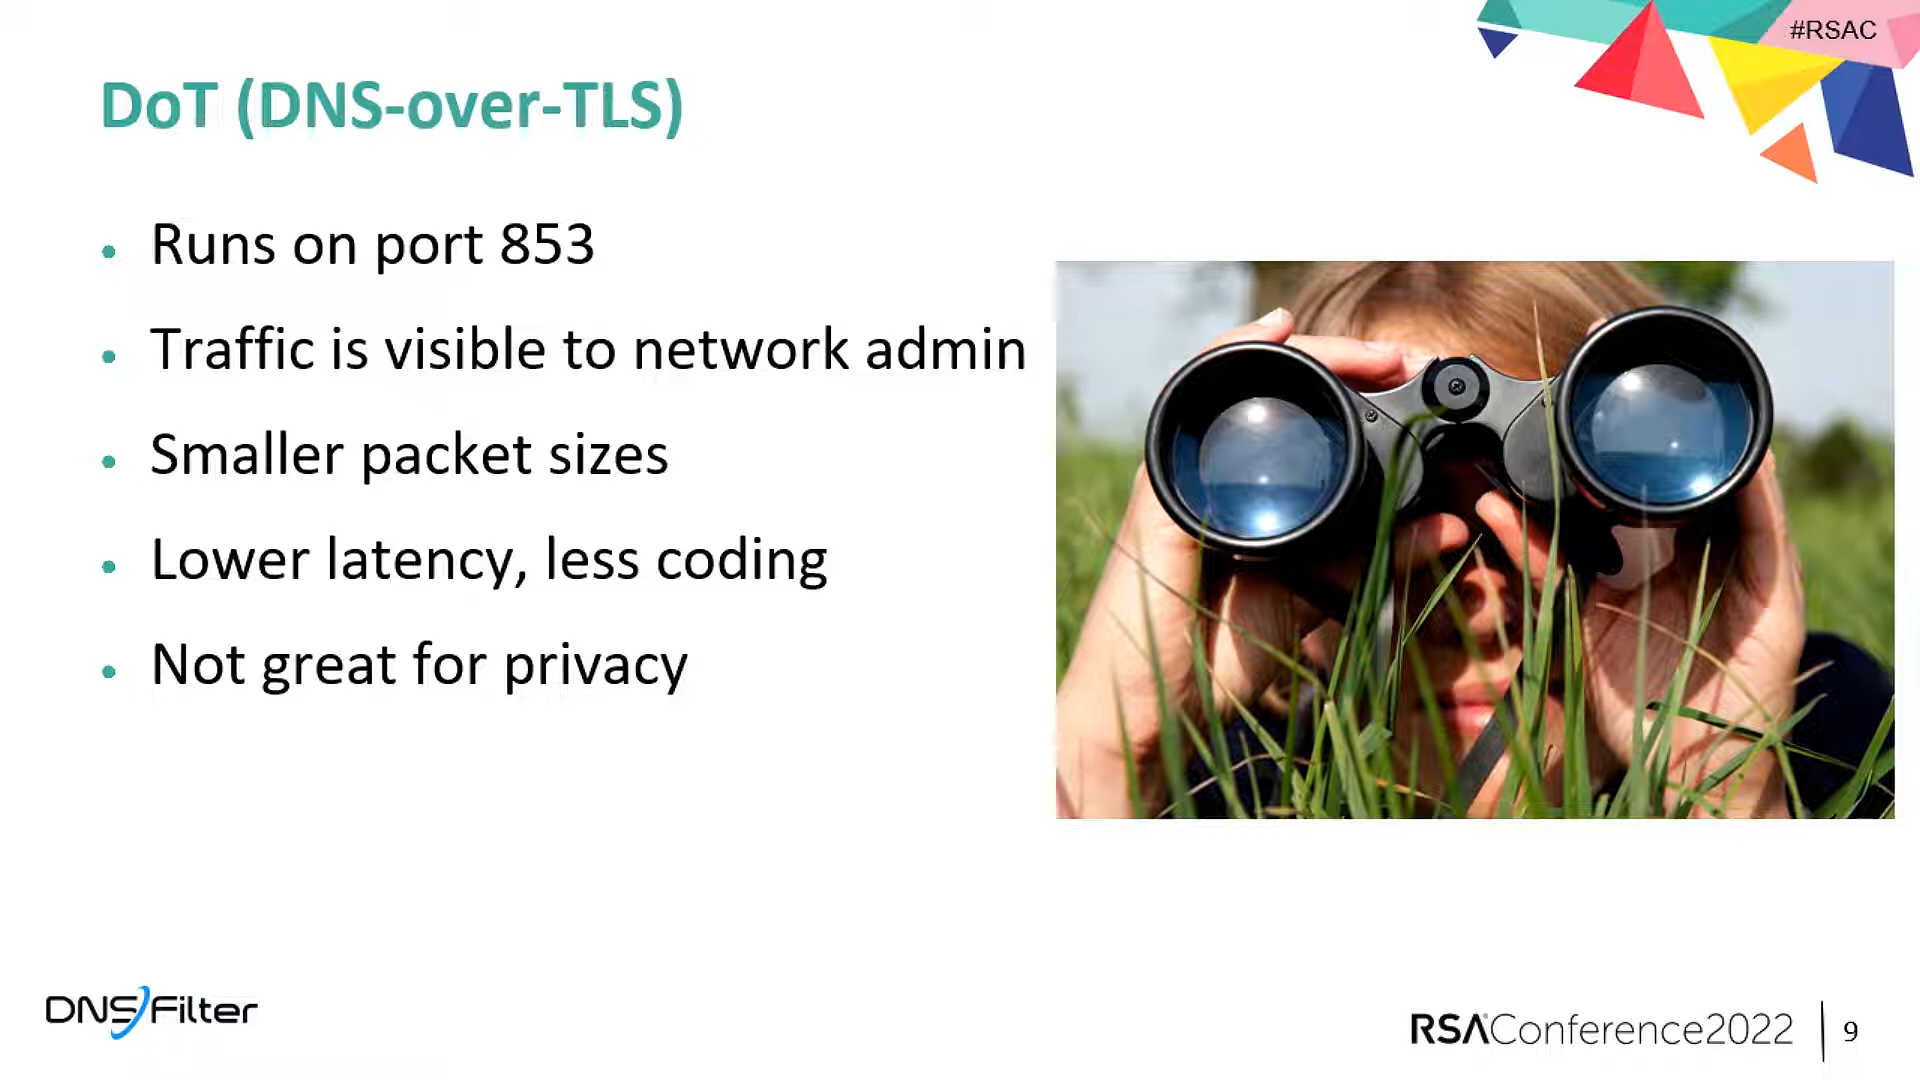 #RSAC
DoT (DNS-over-TLS)
• Runs on port 853
• Traffic is visible to network admin
• Smaller packet sizes
• Lower latency, less coding
• Not great for privacy
DNSFilter
RSAConference2022
9